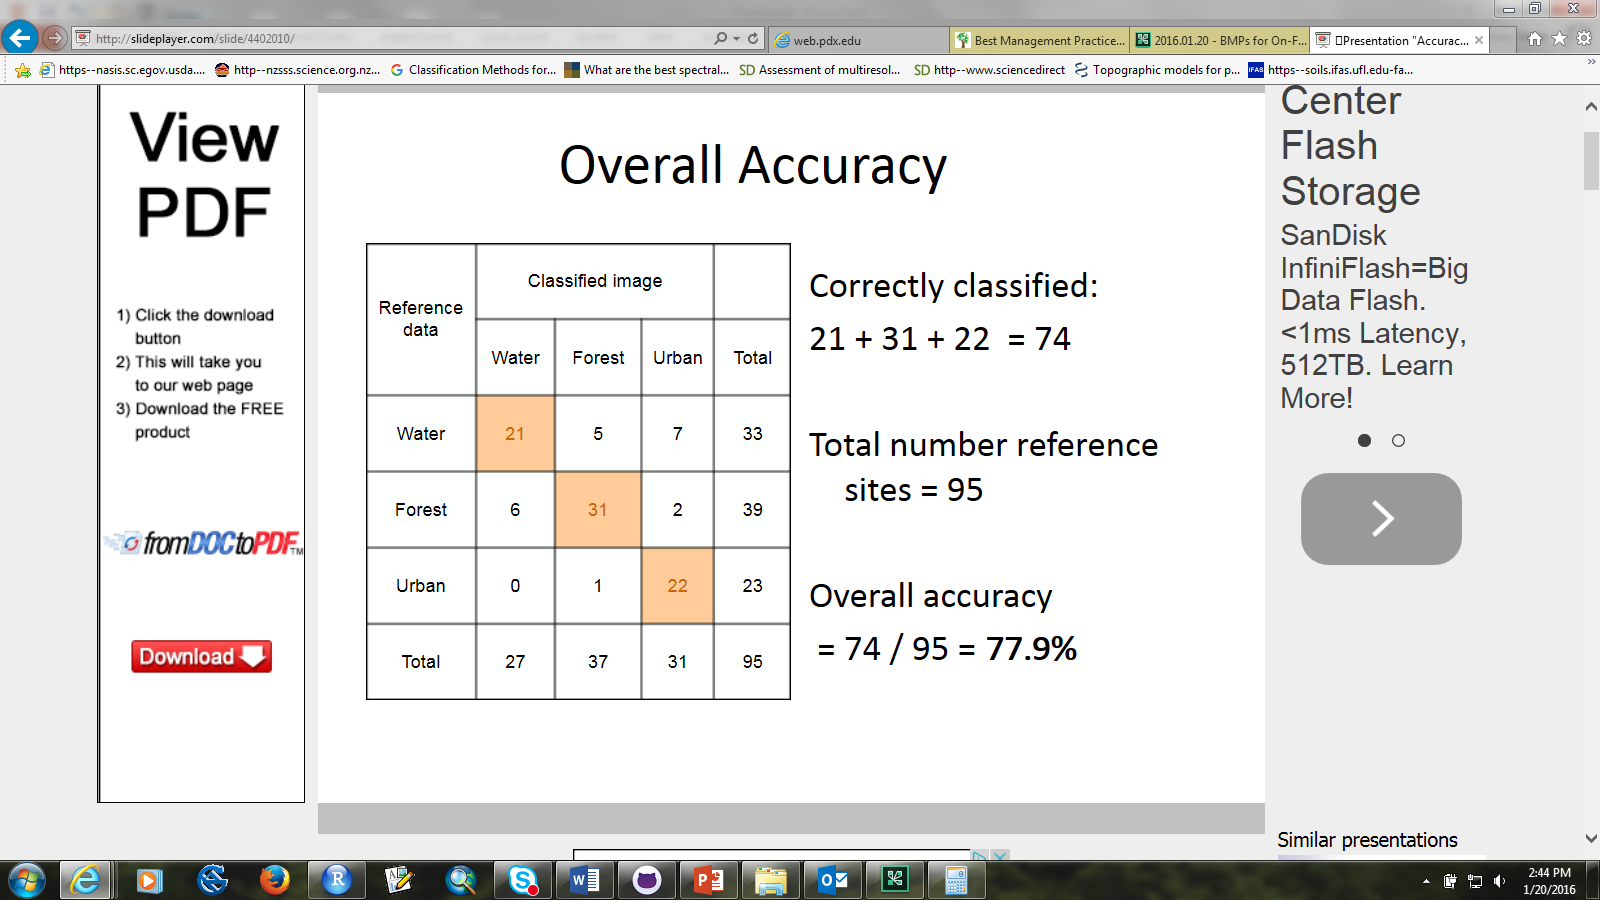 http://slideplayer.com/slide/4402010/
web.pdx.edu
Best Management Practice...
2016.01.20 - BMPs for On-F...
Presentation "Accurac...
https--nasis.sc.egov.usda....
http--nzsss.science.org.nz...
Classification Methods for...
What are the best spectral...
SD Assessment of multiresol...
SD http--www.sciencedirect
Topographic models for p...
IFAS https--soils.ifas.ufl.edu-fa...
View
PDF
1) Click the download
button
2) This will take you
to our web page
3) Download the FREE
product
fromDOCtoPDF™
Download
Overall Accuracy
Reference
data
Classified image
Water Forest Urban Total
Water 21 5 7 33
Forest 6 31 2 39
Urban 0 1 22 23
Total 27 37 31 95
Correctly classified:
21 + 31 + 22 = 74
Total number reference
sites = 95
Overall accuracy
= 74 / 95 = 77.9%
Center
Flash
Storage
SanDisk
InfiniFlash=Big
Data Flash.
<1ms Latency,
512TB. Learn
More!
Similar presentations
2:44 PM
1/20/2016